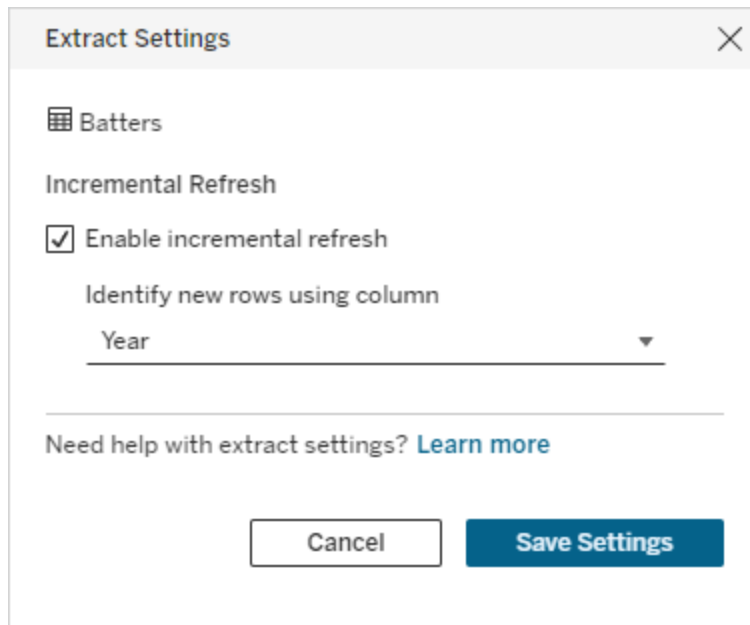 Extract Settings
Batters
Incremental Refresh
Enable incremental refresh
Identify new rows using column
Year
Need help with extract settings? Learn more
Cancel Save Settings